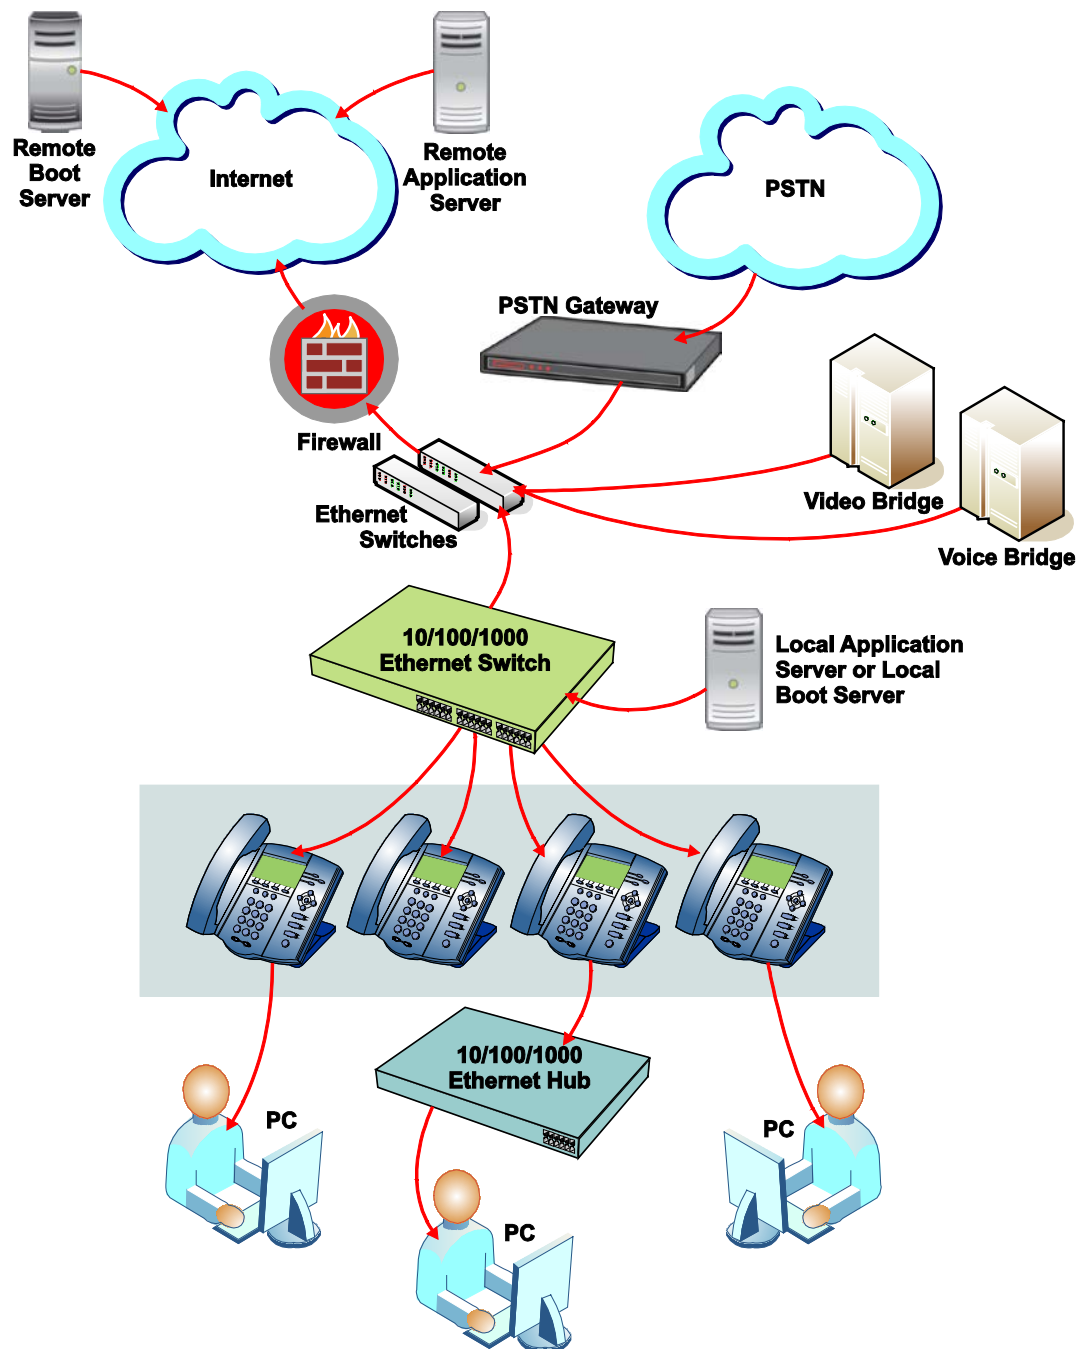 Remote
Boot
Server
Internet
Remote
Application
Server
PSTN
PSTN Gateway
Firewall
Ethernet
Switches
Video Bridge
Voice Bridge
10/100/1000
Ethernet Switch
Local Application
Server or Local
Boot Server
10/100/1000
Ethernet Hub
PC
PC
PC